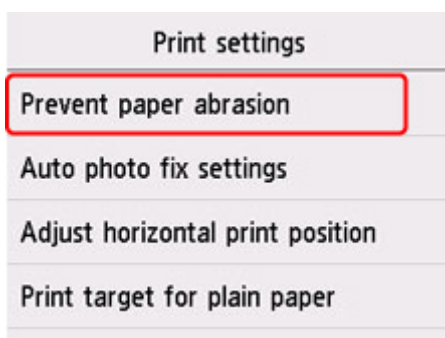 Print settings
Prevent paper abrasion
Auto photo fix settings
Adjust horizontal print position
Print target for plain paper